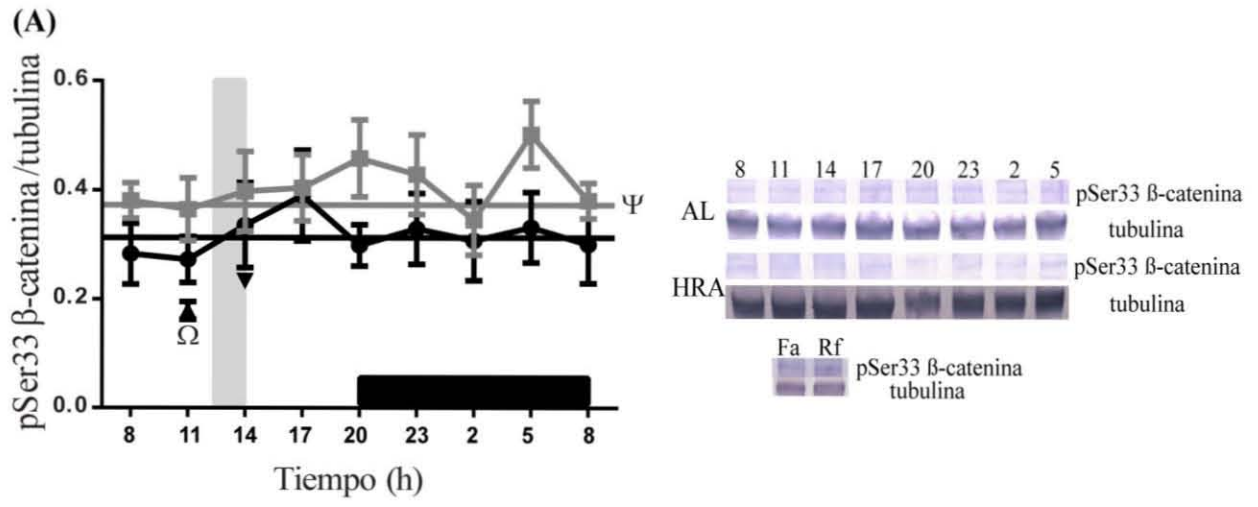 (A)
pSer33 β-catenina /tubulina
0.6
0.4
0.2
0.0
Ψ
Ω
8 11 14 17 20 23 2 5 8
Tiempo (h)
8 11 14 17 20 23 2 5
AL
pSer33 ß-catenina
tubulina
HRA
pSer33 ß-catenina
tubulina
Fa Rf
pSer33 ß-catenina
tubulina